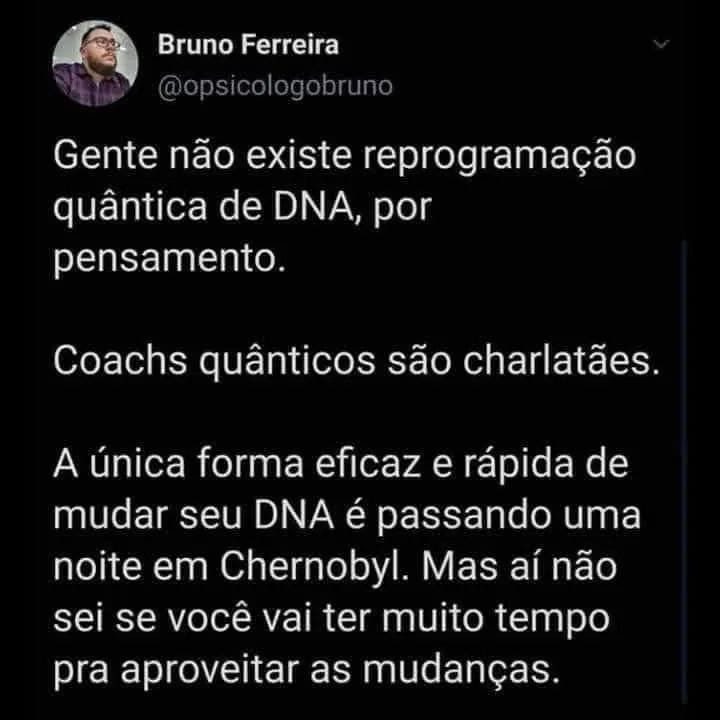 Bruno Ferreira
@opsicologobruno
Gente não existe reprogramação
quântica de DNA, por
pensamento.
Coachs quânticos são charlatães.
A única forma eficaz e rápida de
mudar seu DNA é passando uma
noite em Chernobyl. Mas aí não
sei se você vai ter muito tempo
pra aproveitar as mudanças.